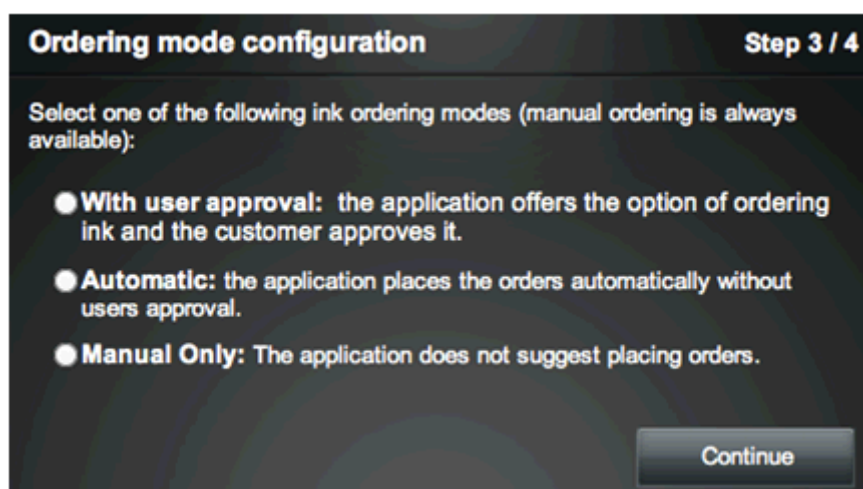 Ordering mode configuration Step 3 / 4
Select one of the following ink ordering modes (manual ordering is always
available):
With user approval: the application offers the option of ordering
ink and the customer approves it.
Automatic: the application places the orders automatically without
users approval.
Manual Only: The application does not suggest placing orders.
Continue